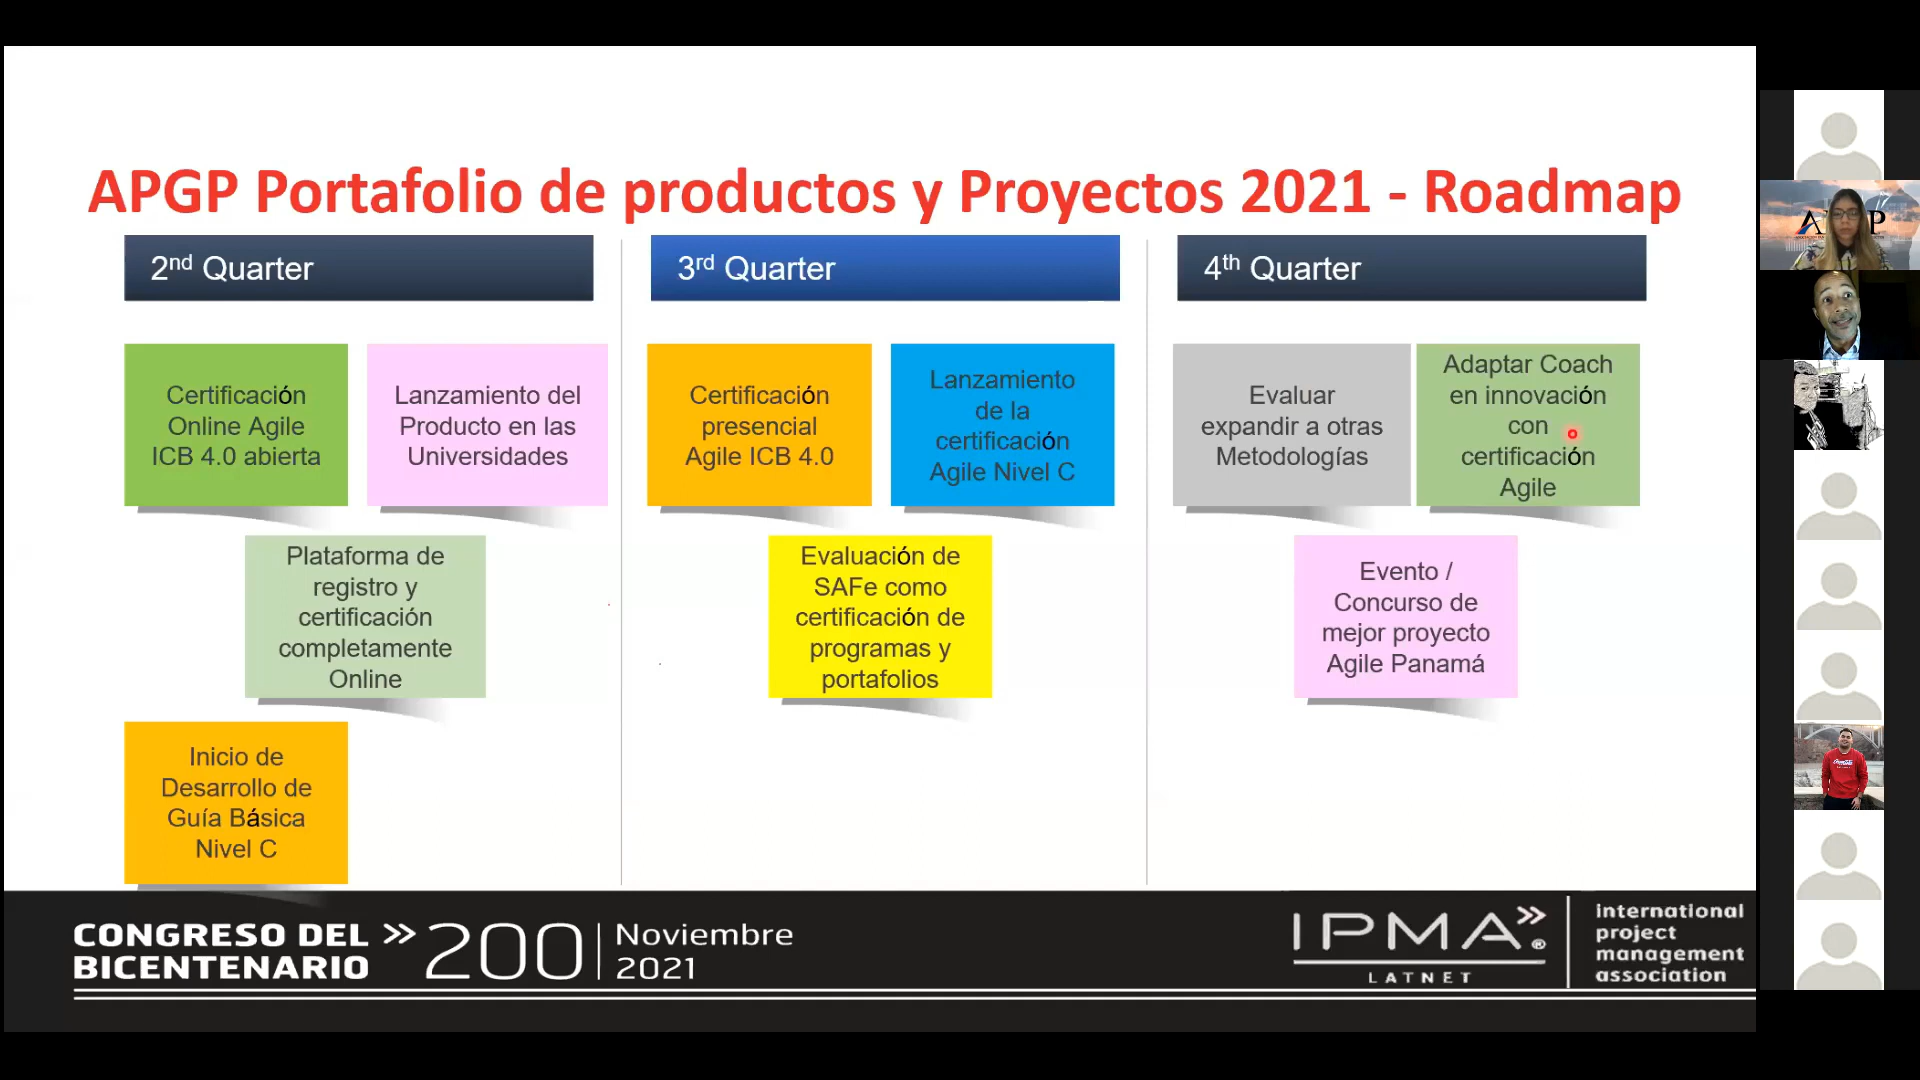 APGP Portafolio de productos y Proyectos 2021 - Roadmap
2nd Quarter
Certificación
Online Agile
ICB 4.0 abierta
Lanzamiento del
Producto en las
Universidades
Plataforma de
registro y
certificación
completamente
Online
Inicio de
Desarrollo de
Guía Básica
Nivel C
3rd Quarter
Certificación
presencial
Agile ICB 4.0
Lanzamiento
de la
certificación
Agile Nivel C
Evaluación de
SAFe como
certificación de
programas y
portafolios
4th Quarter
Evaluar
expandir a otras
Metodologías
Adaptar Coach
en innovación
con
certificación
Agile
Evento /
Concurso de
mejor proyecto
Agile Panamá
CONGRESO DEL
BICENTENARIO
200
Noviembre
2021
IPMA®
LATNET
international
project
management
association